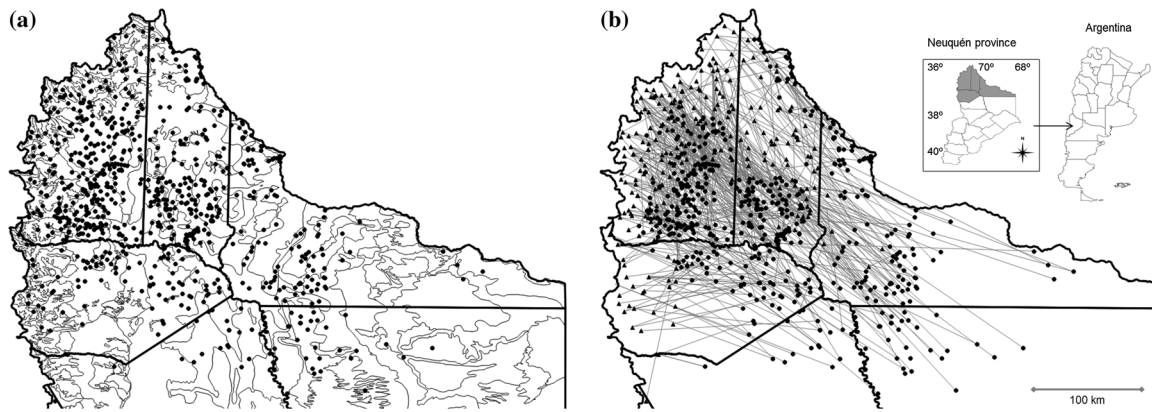 (a)
(b)
Argentina
Neuquén province
36º 70º 68º
38º
40º
N
100 km